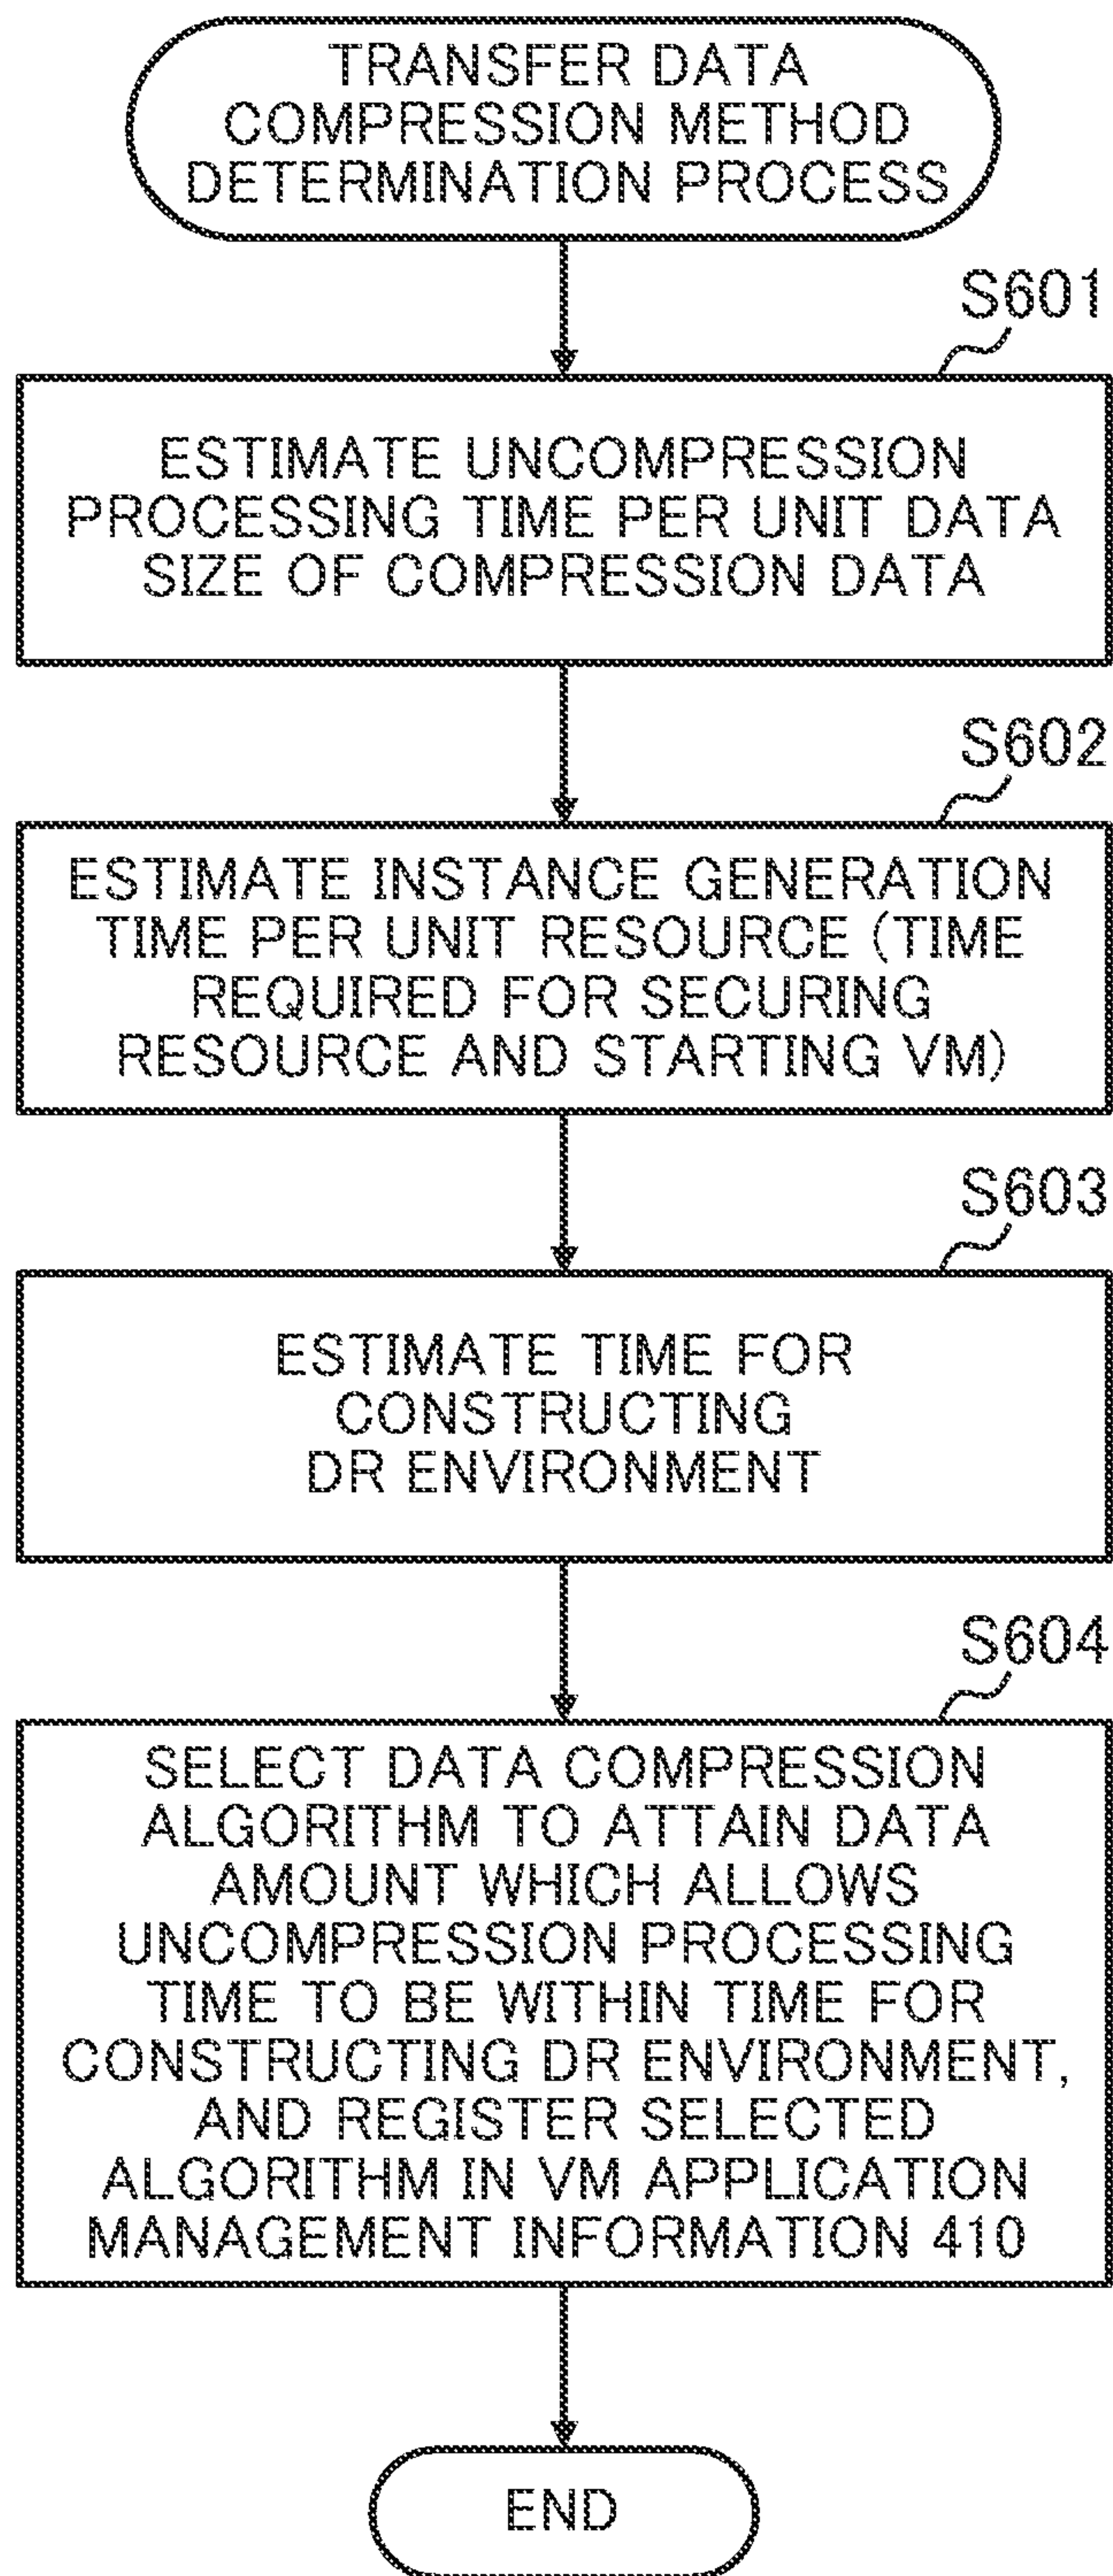 TRANSFER DATA
COMPRESSION METHOD
DETERMINATION PROCESS
S601
ESTIMATE UNCOMPRESSION
PROCESSING TIME PER UNIT DATA
SIZE OF COMPRESSION DATA
S602
ESTIMATE INSTANCE GENERATION
TIME PER UNIT RESOURCE (TIME
REQUIRED FOR SECURING
RESOURCE AND STARTING VM)
S603
ESTIMATE TIME FOR
CONSTRUCTING
DR ENVIRONMENT
S604
SELECT DATA COMPRESSION
ALGORITHM TO ATTAIN DATA
AMOUNT WHICH ALLOWS
UNCOMPRESSION PROCESSING
TIME TO BE WITHIN TIME FOR
CONSTRUCTING DR ENVIRONMENT,
AND REGISTER SELECTED
ALGORITHM IN VM APPLICATION
MANAGEMENT INFORMATION 410
END